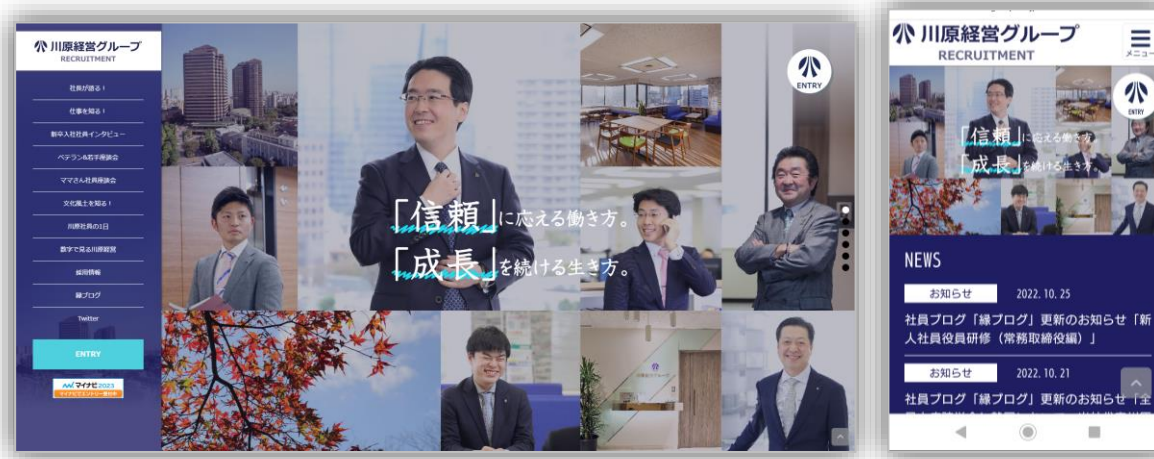 川原経営グループ
RECRUITMENT
社員が語る！
仕事を知る！
新卒入社社員インタビュー
ベテラン&若手座談会
ママさん社員座談会
文化風土を知る！
川原社員の1日
数字で見る川原経営
採用情報
縁ブログ
Twitter
ENTRY
マイナビ2023
ENTRY
「信頼」に応える働き方。
「成長」を続ける生き方。
川原経営グループ
RECRUITMENT
メニュー
ENTRY
「信頼」に応える働き方。
「成長」を続ける生き方。
NEWS
お知らせ 2022. 10. 25
社員ブログ「縁ブログ」更新のお知らせ「新
人社員役員研修（常務取締役編）」
お知らせ 2022. 10. 21
社員ブログ「縁ブログ」更新のお知らせ「全